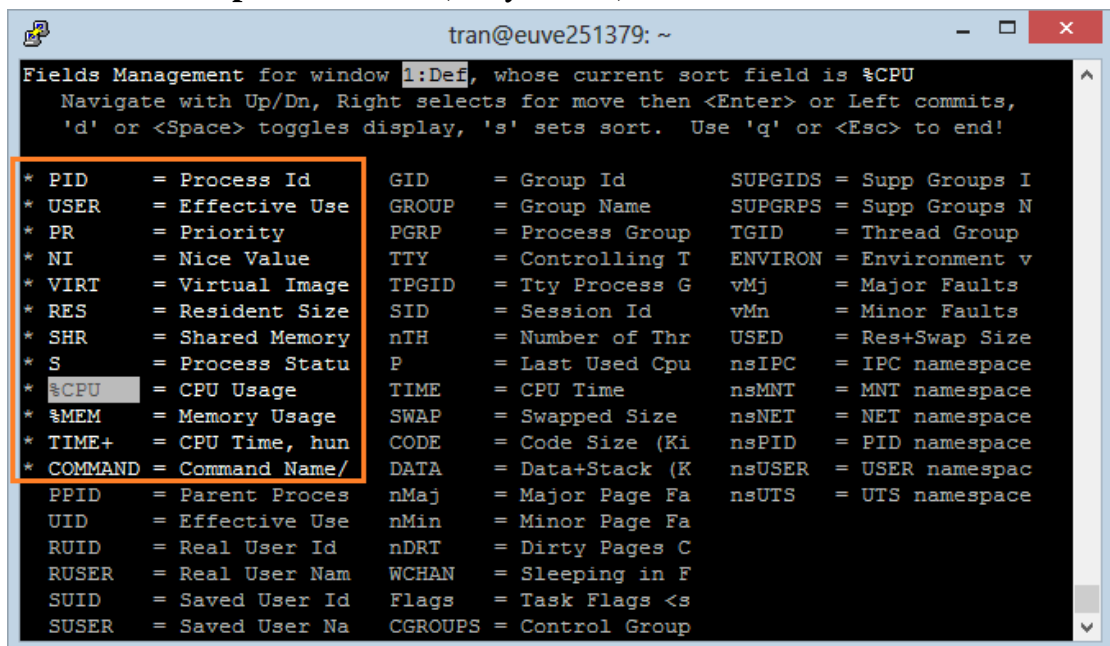 tran@euve251379: ~
Fields Management for window 1:Def, whose current sort field is %CPU
Navigate with Up/Dn, Right selects for move then <Enter> or Left commits,
'd' or <Space> toggles display, 's' sets sort.  Use 'q' or <Esc> to end!
* PID     = Process Id     GID     = Group Id       SUPGIDS = Supp Groups I
* USER    = Effective Use  GROUP   = Group Name     SUPGRPS = Supp Groups N
* PR      = Priority       PGRP    = Process Group  TGID    = Thread Group
* NI      = Nice Value     TTY     = Controlling T  ENVIRON = Environment v
* VIRT    = Virtual Image  TPGID   = Tty Process G  vMj     = Major Faults
* RES     = Resident Size  SID     = Session Id     vMn     = Minor Faults
* SHR     = Shared Memory  nTH     = Number of Thr  USED    = Res+Swap Size
* S       = Process Statu  P       = Last Used Cpu  nsIPC   = IPC namespace
* %CPU    = CPU Usage      TIME    = CPU Time       nsMNT   = MNT namespace
* %MEM    = Memory Usage   SWAP    = Swapped Size   nsNET   = NET namespace
* TIME+   = CPU Time, hun  CODE    = Code Size (Ki  nsPID   = PID namespace
* COMMAND = Command Name/  DATA    = Data+Stack (K  nsUSER  = USER namespac
PPID    = Parent Proces  nMaj    = Major Page Fa  nsUTS   = UTS namespace
UID     = Effective Use  nMin    = Minor Page Fa
RUID    = Real User Id   nDRT    = Dirty Pages C
RUSER   = Real User Nam  WCHAN   = Sleeping in F
SUID    = Saved User Id  Flags   = Task Flags <s
SUSER   = Saved User Na  CGROUPS = Control Group